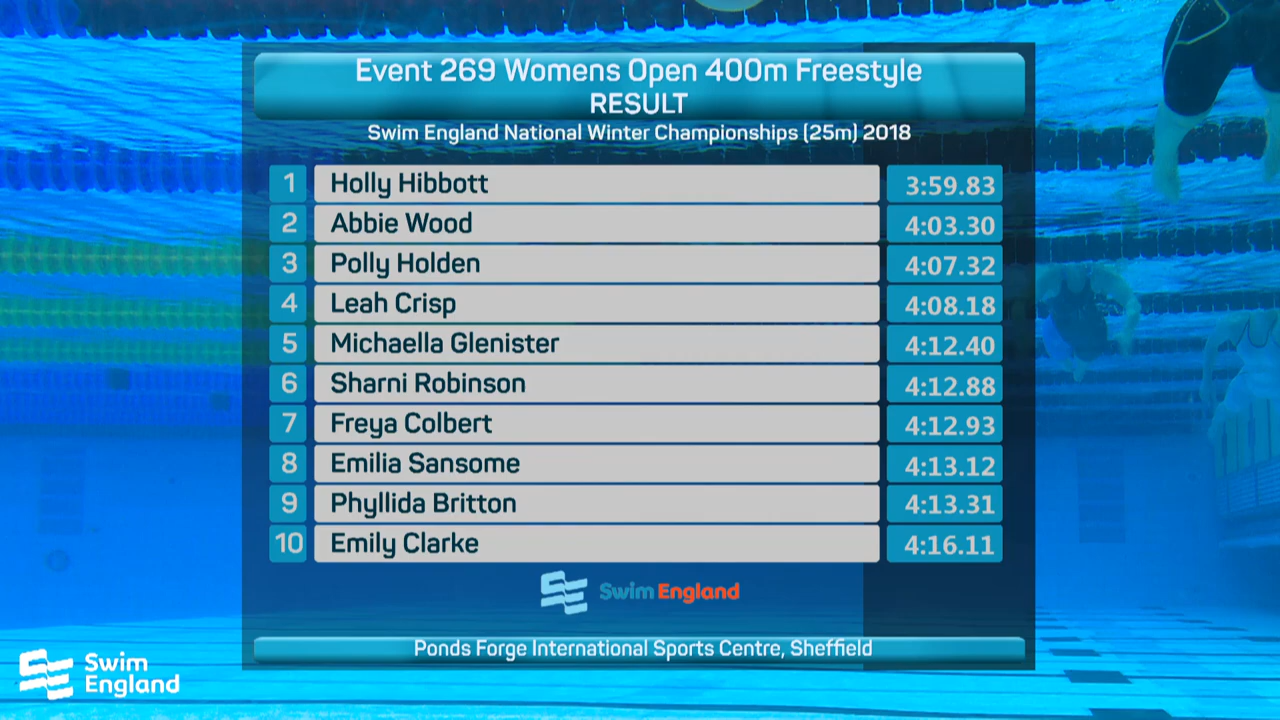 Event 269 Womens Open 400m Freestyle
RESULT
Swim England National Winter Championships (25m) 2018
1 Holly Hibbott 3:59.83
2 Abbie Wood 4:03.30
3 Polly Holden 4:07.32
4 Leah Crisp 4:08.18
5 Michaella Glenister 4:12.40
6 Sharni Robinson 4:12.88
7 Freya Colbert 4:12.93
8 Emilia Sansome 4:13.12
9 Phyllida Britton 4:13.31
10 Emily Clarke 4:16.11
Swim England
Ponds Forge International Sports Centre, Sheffield
Swim
England